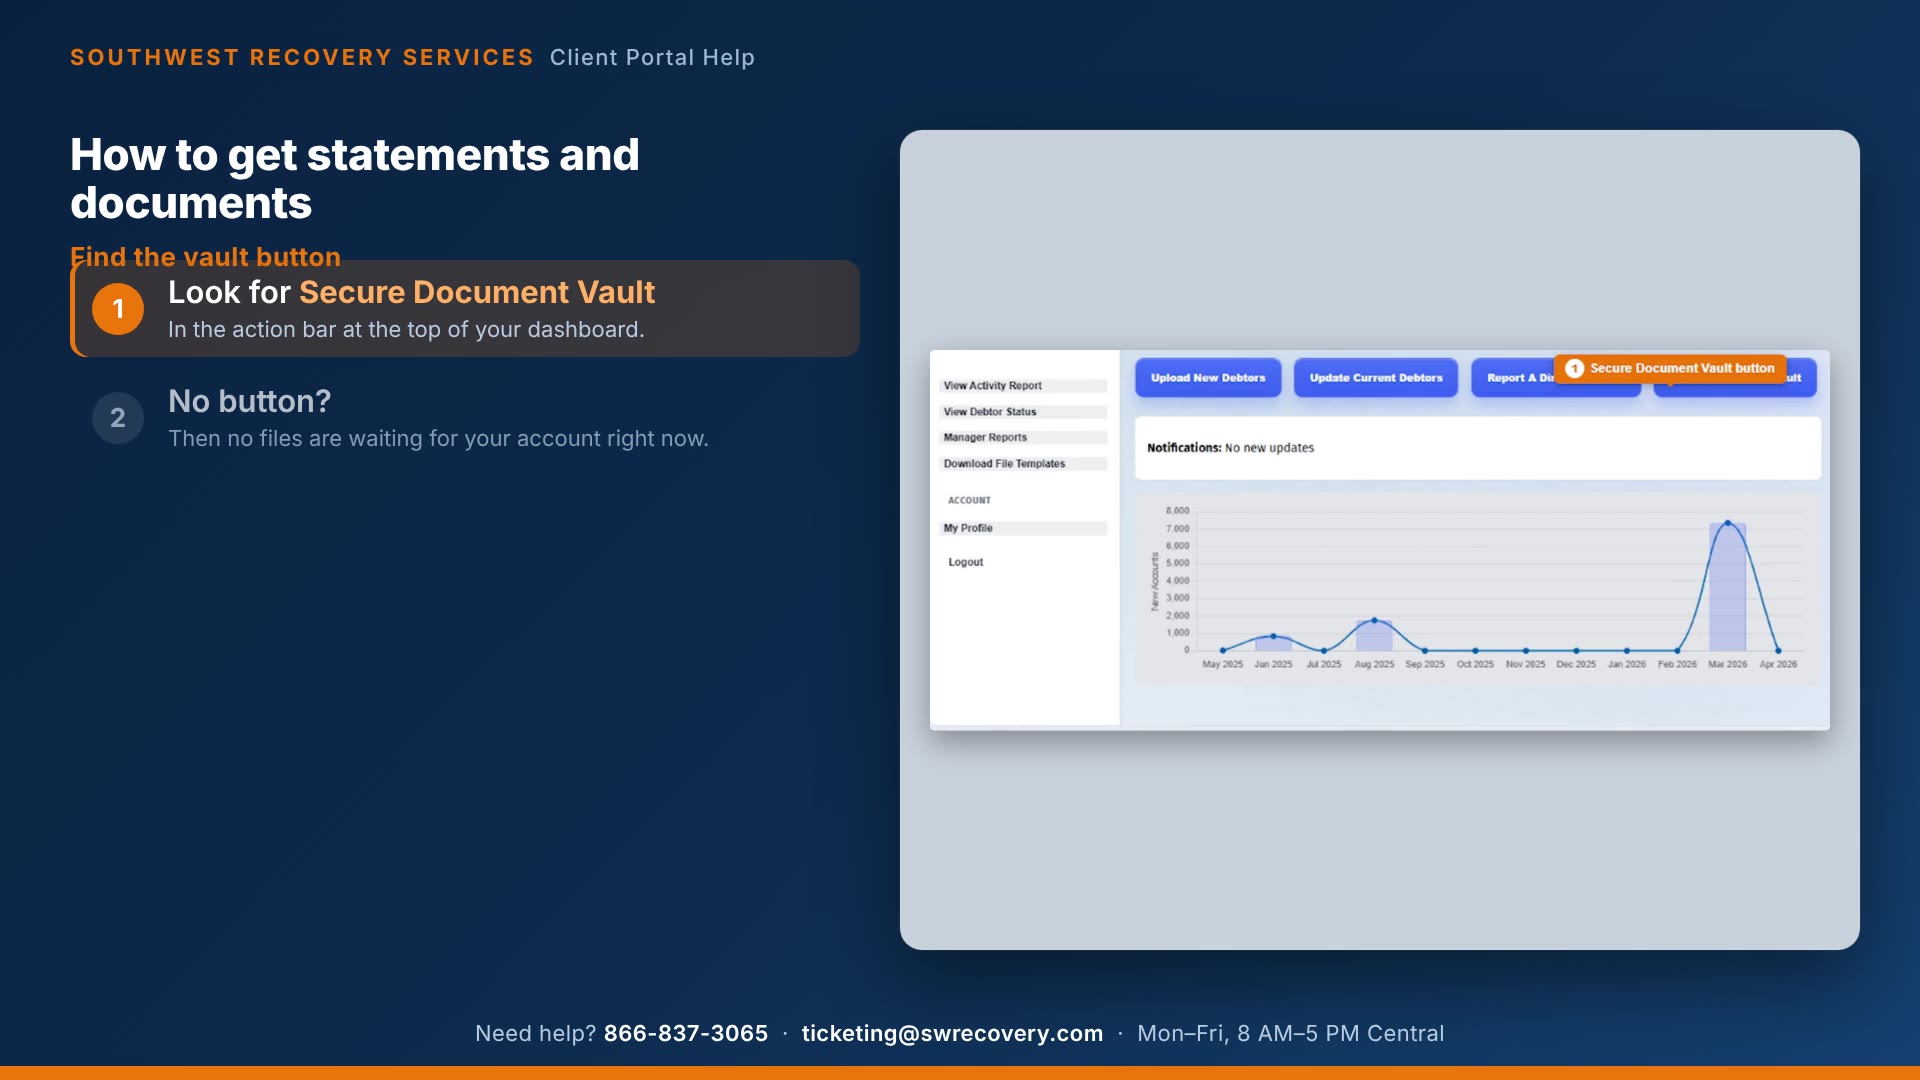 SOUTHWEST RECOVERY SERVICES Client Portal Help
How to get statements and
documents
Find the vault button
1
Look for Secure Document Vault
In the action bar at the top of your dashboard.
2
No button?
Then no files are waiting for your account right now.
View Activity Report
View Debtor Status
Manager Reports
Download File Templates
ACCOUNT
My Profile
Logout
Upload New Debtors
Update Current Debtors
Report A Di
1 Secure Document Vault button
ult
Notifications: No new updates
New Accounts
8,000
7,000
6,000
5,000
4,000
3,000
2,000
1,000
0
May 2025 Jun 2025 Jul 2025 Aug 2025 Sep 2025 Oct 2025 Nov 2025 Dec 2025 Jan 2026 Feb 2026 Mar 2026 Apr 2026
Need help? 866-837-3065 · ticketing@swrecovery.com · Mon–Fri, 8 AM–5 PM Central